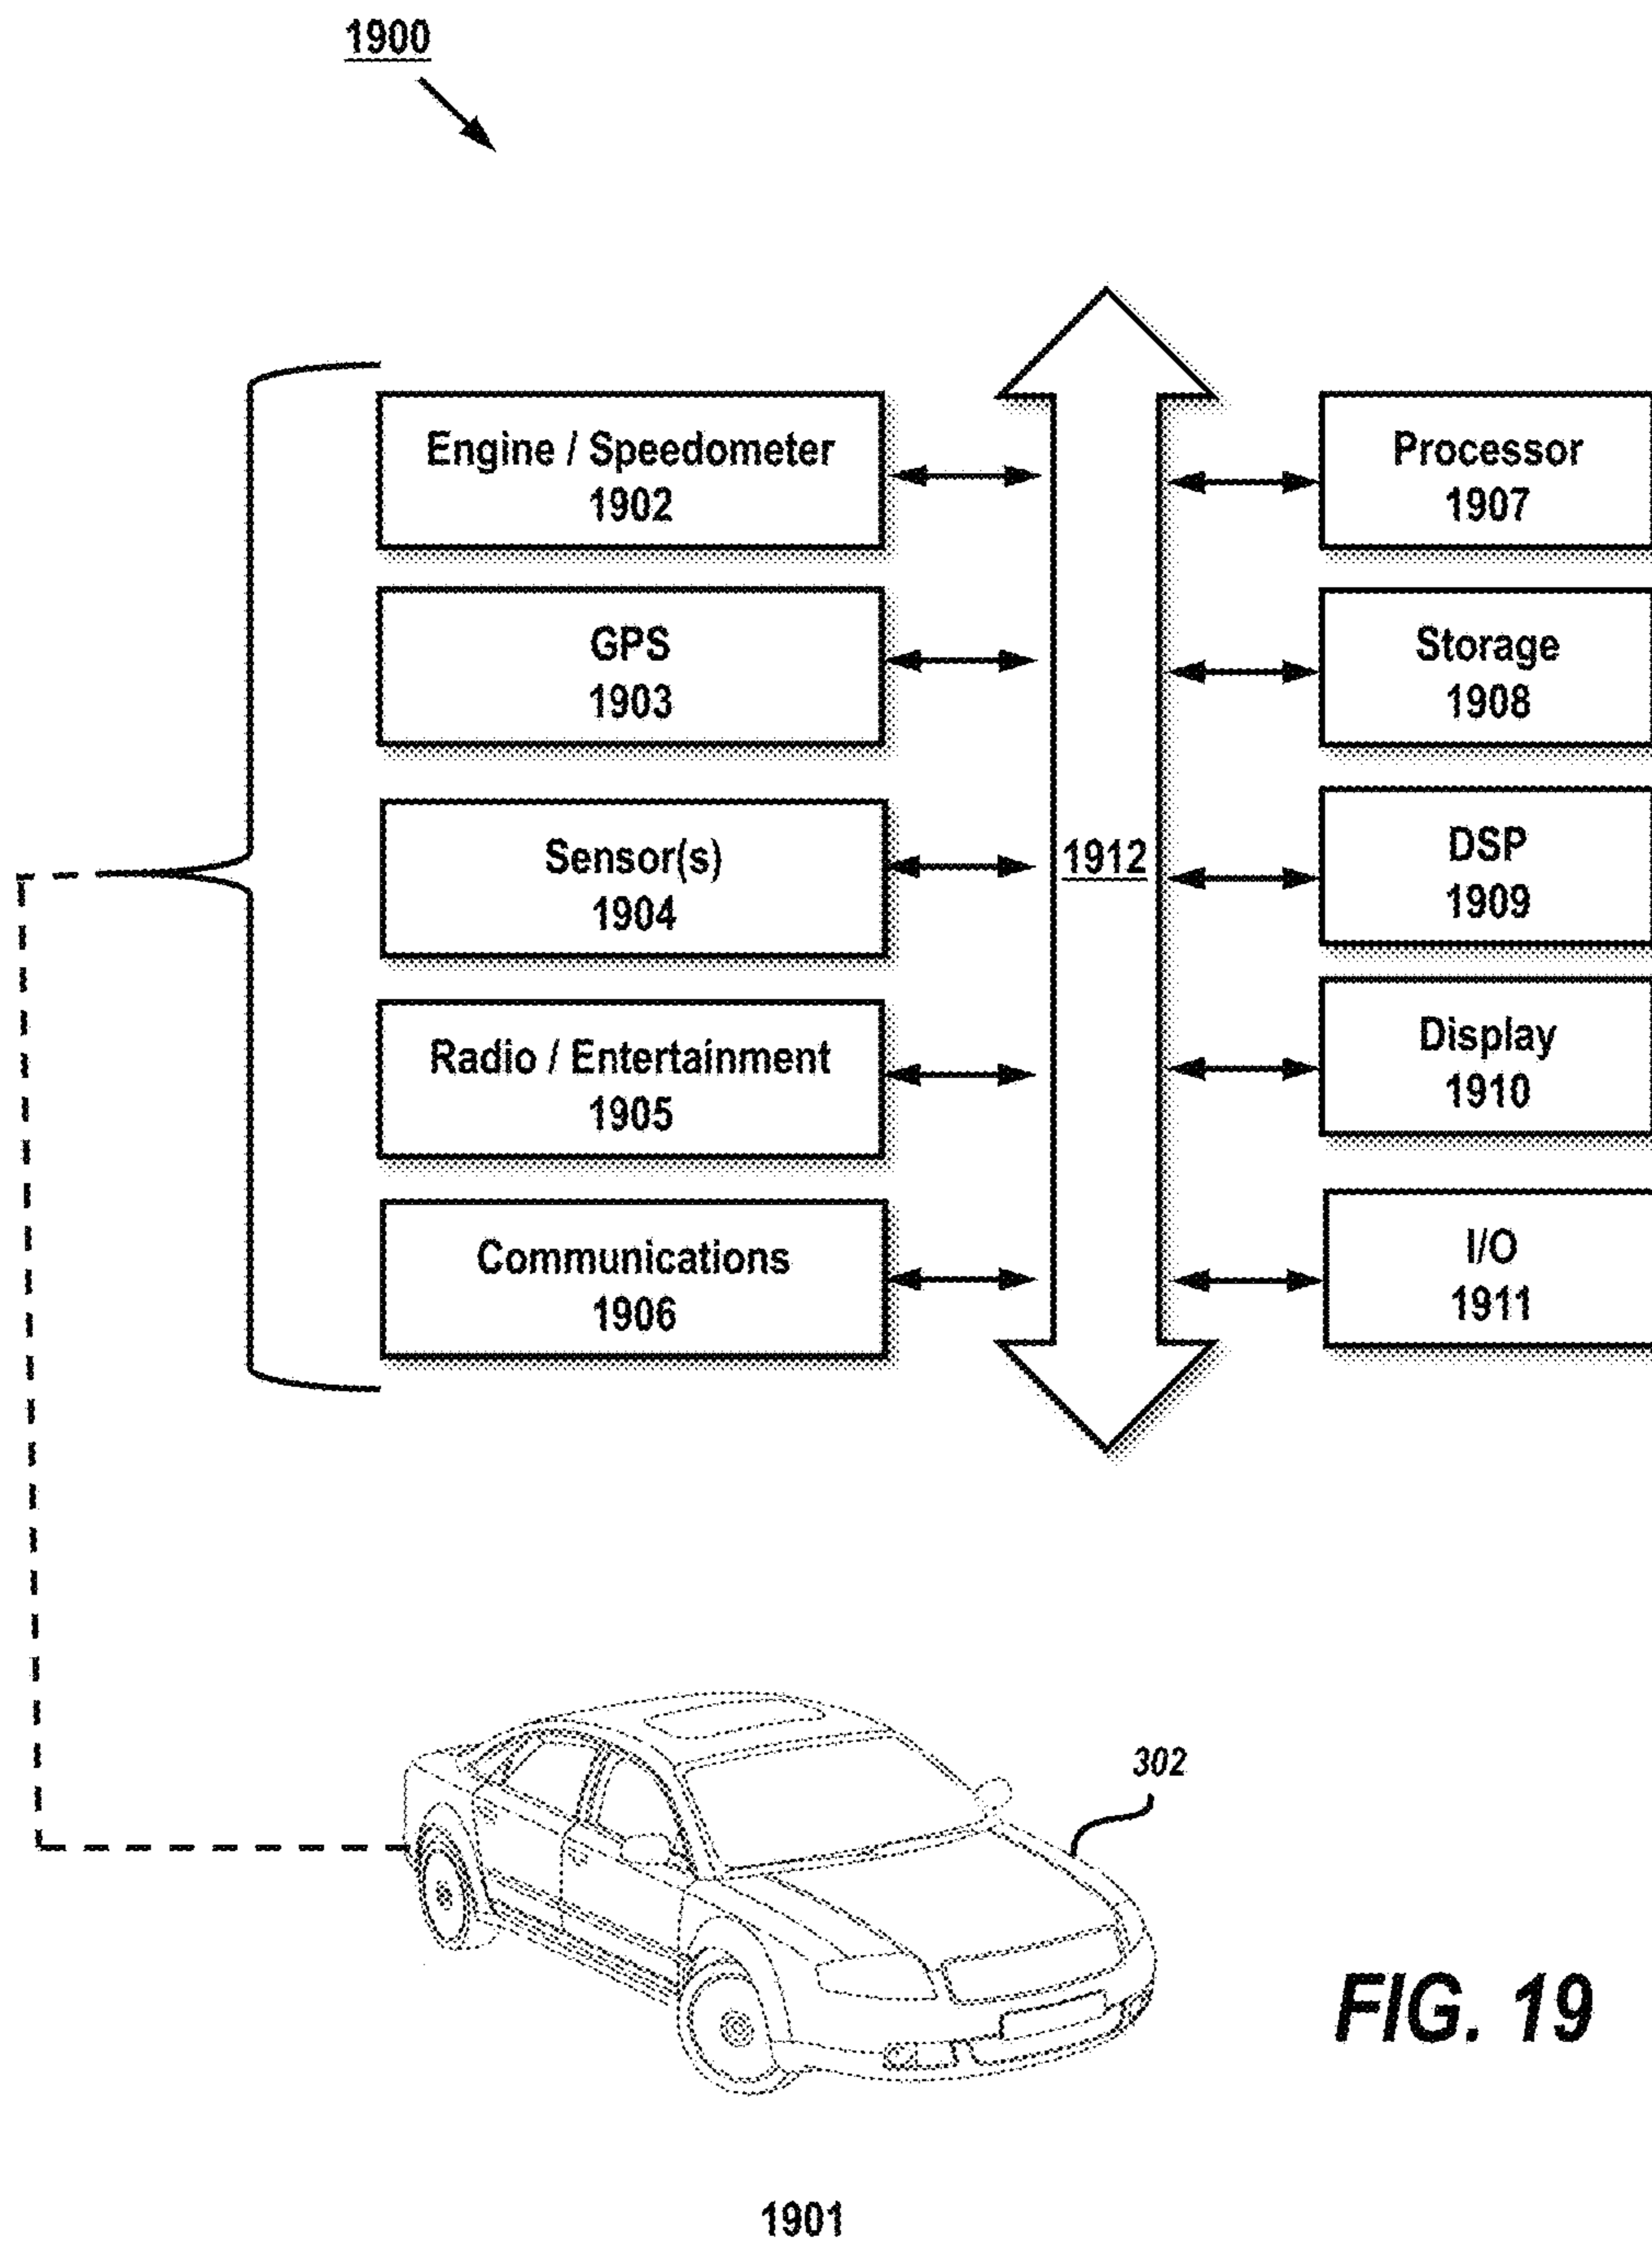 1900
Engine / Speedometer
1902
GPS
1903
Sensor(s)
1904
Radio / Entertainment
1905
Communications
1906
1912
Processor
1907
Storage
1908
DSP
1909
Display
1910
I/O
1911
302
FIG. 19
1901